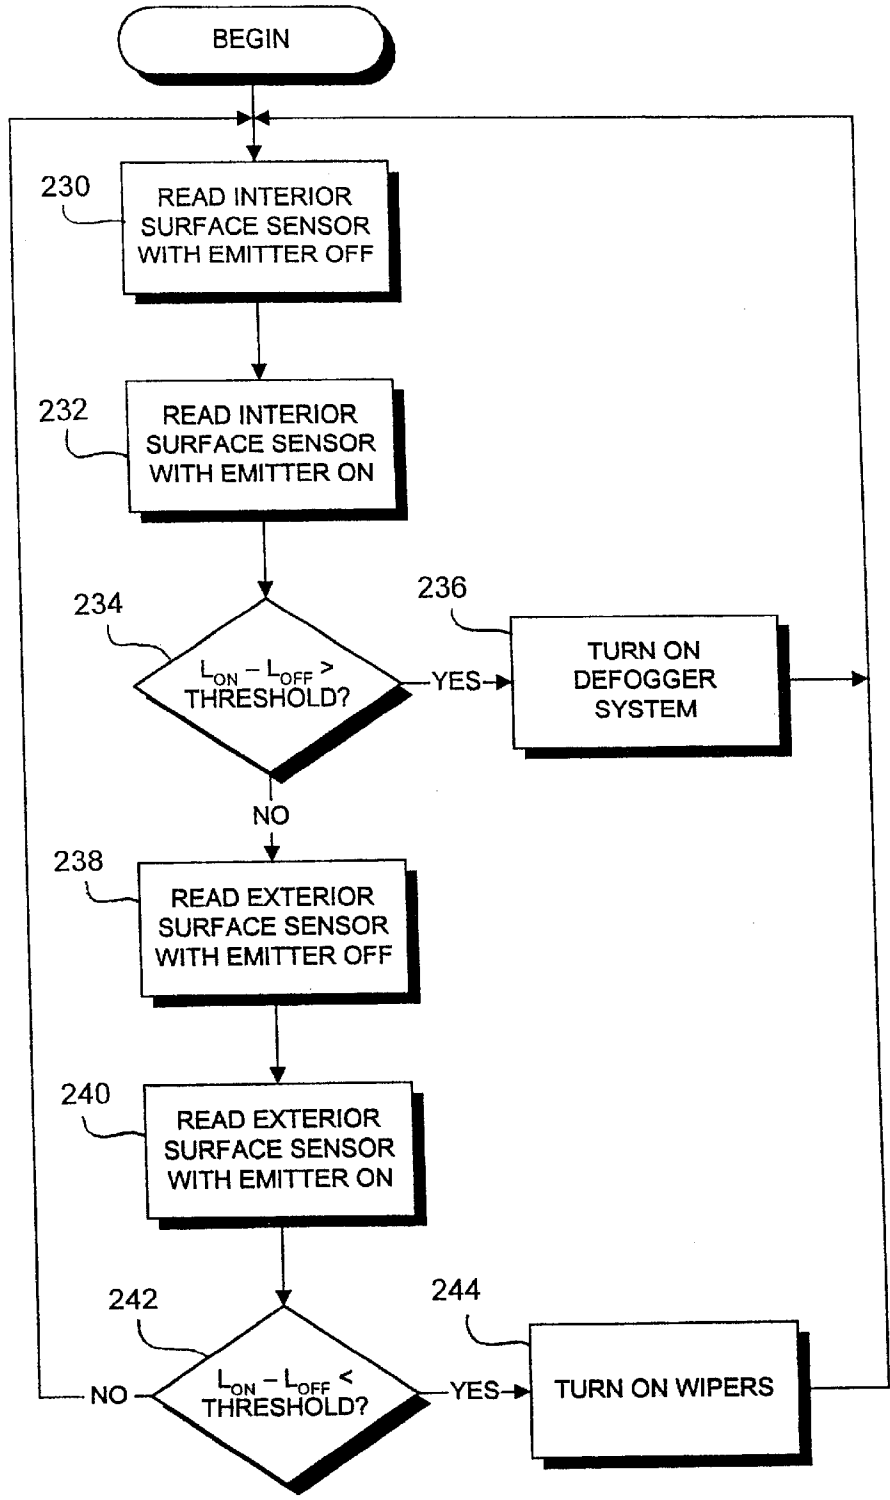 BEGIN
230
READ INTERIOR
SURFACE SENSOR
WITH EMITTER OFF
232
READ INTERIOR
SURFACE SENSOR
WITH EMITTER ON
234
LON – LOFF >
THRESHOLD?
YES
236
TURN ON
DEFOGGER
SYSTEM
NO
238
READ EXTERIOR
SURFACE SENSOR
WITH EMITTER OFF
240
READ EXTERIOR
SURFACE SENSOR
WITH EMITTER ON
242
LON – LOFF <
THRESHOLD?
NO
YES
244
TURN ON WIPERS